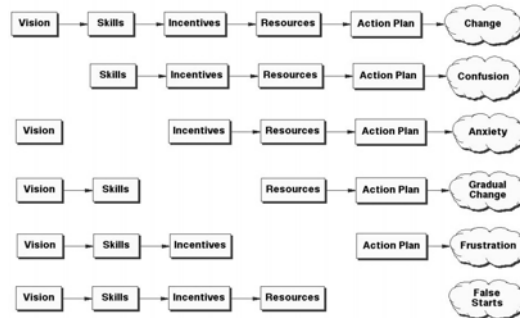 Vision Skills Incentives Resources Action Plan Change
Skills Incentives Resources Action Plan Confusion
Vision Incentives Resources Action Plan Anxiety
Vision Skills Resources Action Plan Gradual
Change
Vision Skills Incentives Action Plan Frustration
Vision Skills Incentives Resources False
Starts